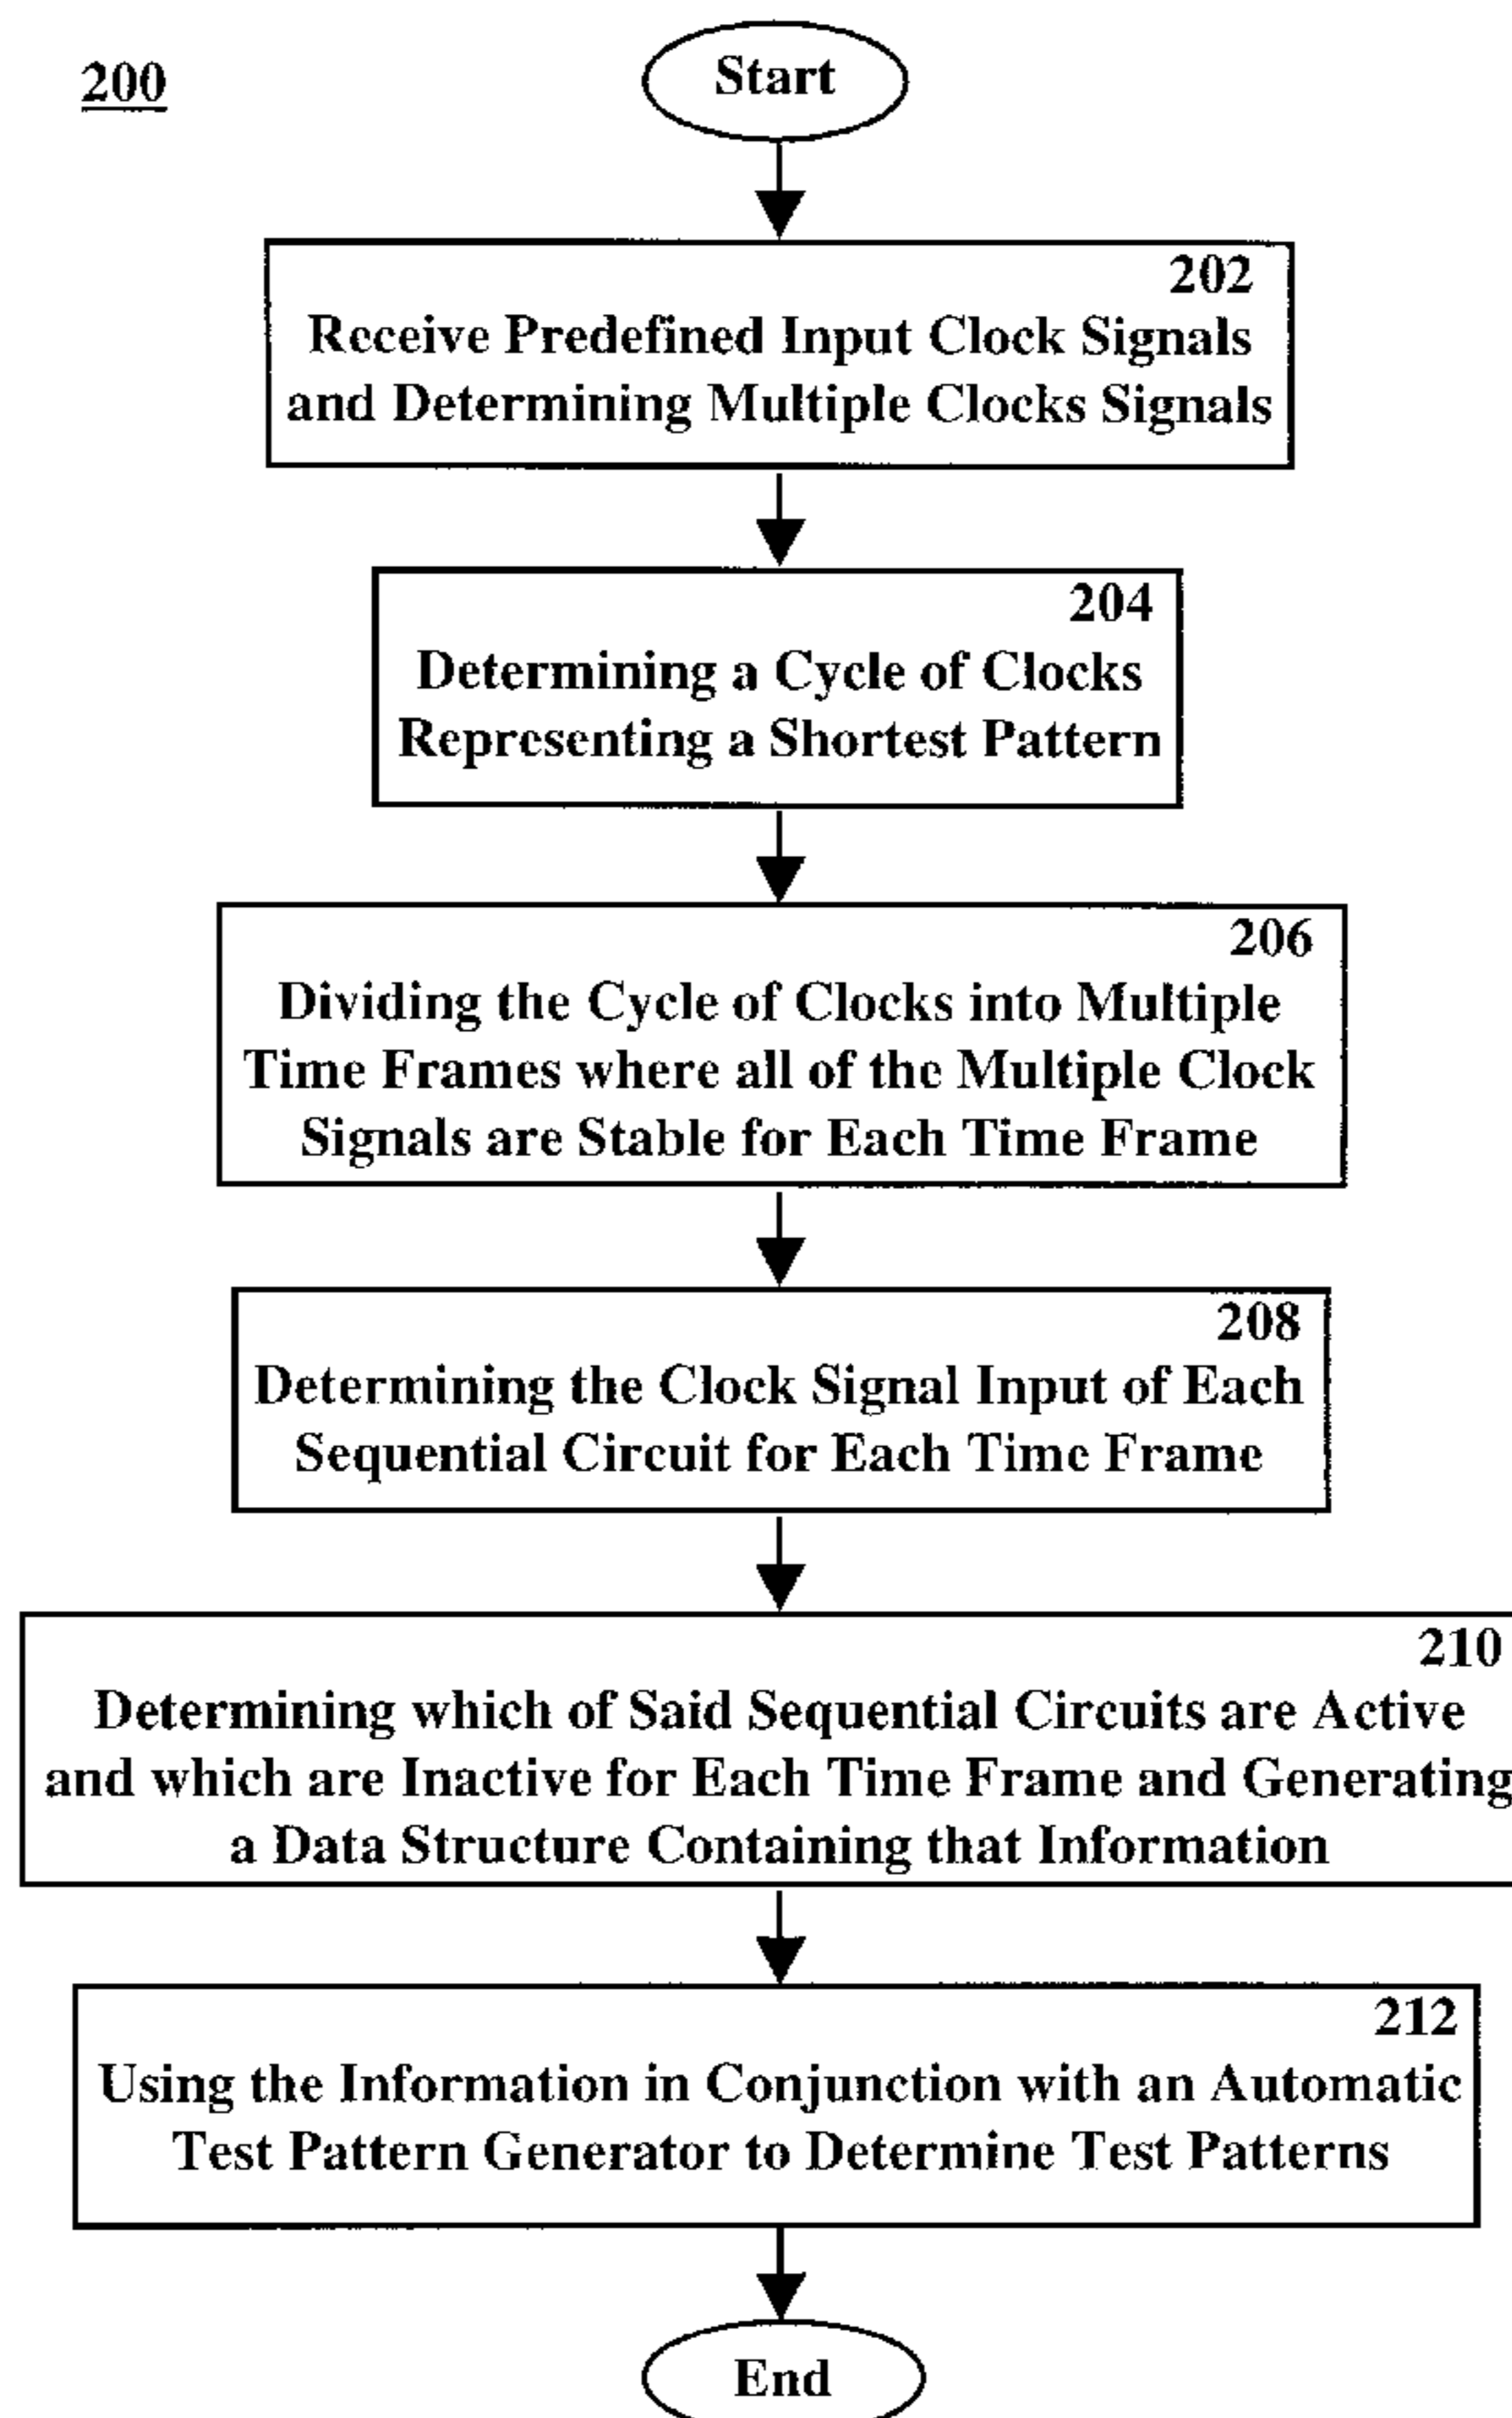 200
Start
202
Receive Predefined Input Clock Signals
and Determining Multiple Clocks Signals
204
Determining a Cycle of Clocks
Representing a Shortest Pattern
206
Dividing the Cycle of Clocks into Multiple
Time Frames where all of the Multiple Clock
Signals are Stable for Each Time Frame
208
Determining the Clock Signal Input of Each
Sequential Circuit for Each Time Frame
210
Determining which of Said Sequential Circuits are Active
and which are Inactive for Each Time Frame and Generating
a Data Structure Containing that Information
212
Using the Information in Conjunction with an Automatic
Test Pattern Generator to Determine Test Patterns
End